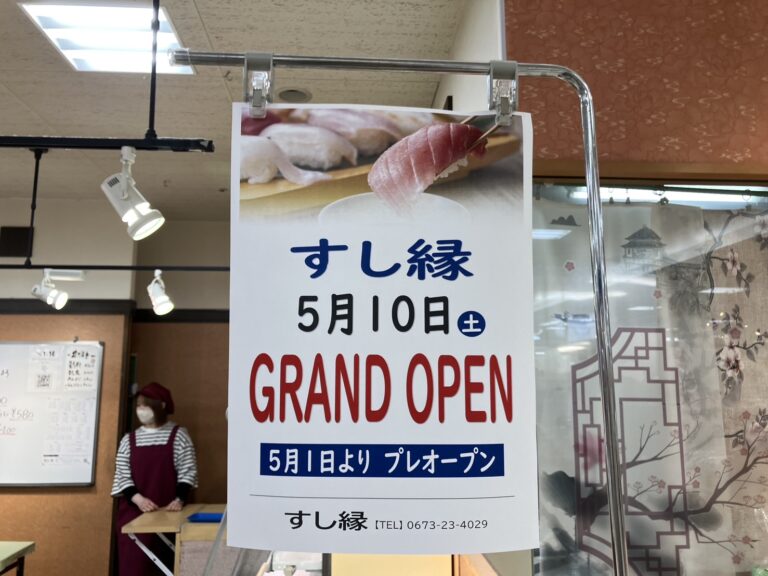 すし縁
5月10日土
GRAND OPEN
5月1日より プレオープン
すし縁【TEL】0673-23-4029